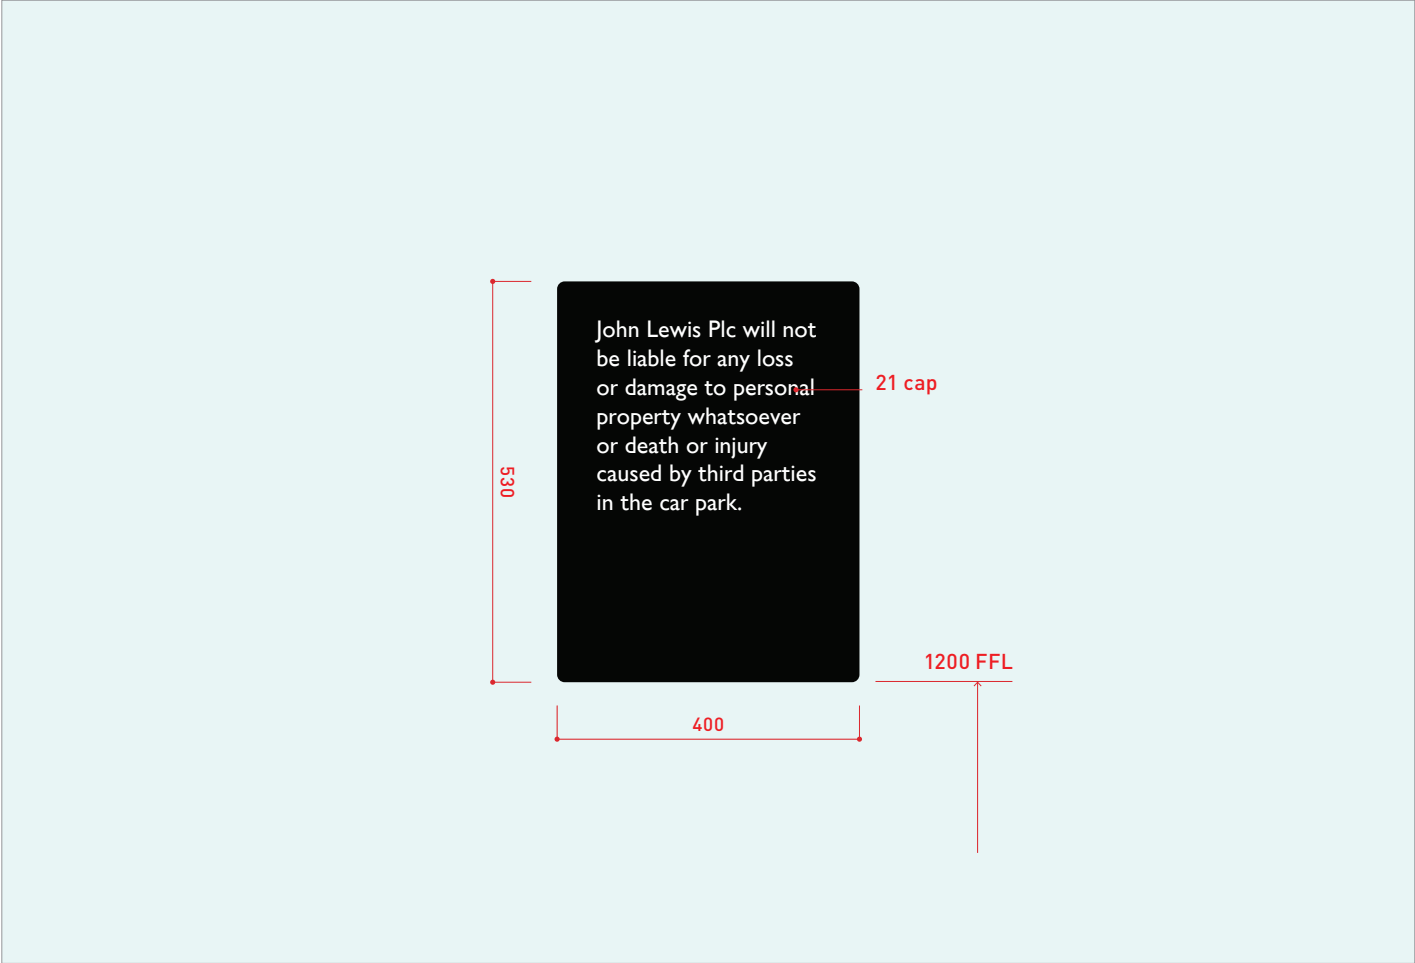 John Lewis Plc will not
be liable for any loss
or damage to personal
property whatsoever
or death or injury
caused by third parties
in the car park.
21 cap
530
1200 FFL
400